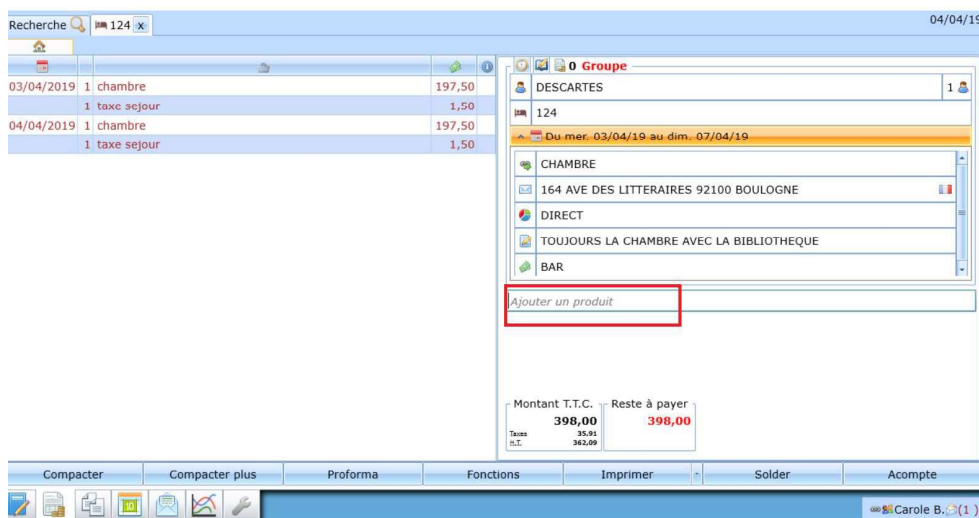 Recherche 124 x 04/04/19
03/04/2019 1 chambre 197,50
1 taxe sejour 1,50
04/04/2019 1 chambre 197,50
1 taxe sejour 1,50
0 Groupe
DESCARTES 1
124
Du mer. 03/04/19 au dim. 07/04/19
CHAMBRE
164 AVE DES LITTERAIRES 92100 BOULOGNE
DIRECT
TOUJOURS LA CHAMBRE AVEC LA BIBLIOTHEQUE
BAR
Ajouter un produit
Montant T.T.C. Reste à payer
398,00 398,00
Taxes 35,91
H.T. 362,09
Compacter Compacter plus Proforma Fonctions Imprimer Solder Acompte
10 Carole B. (1